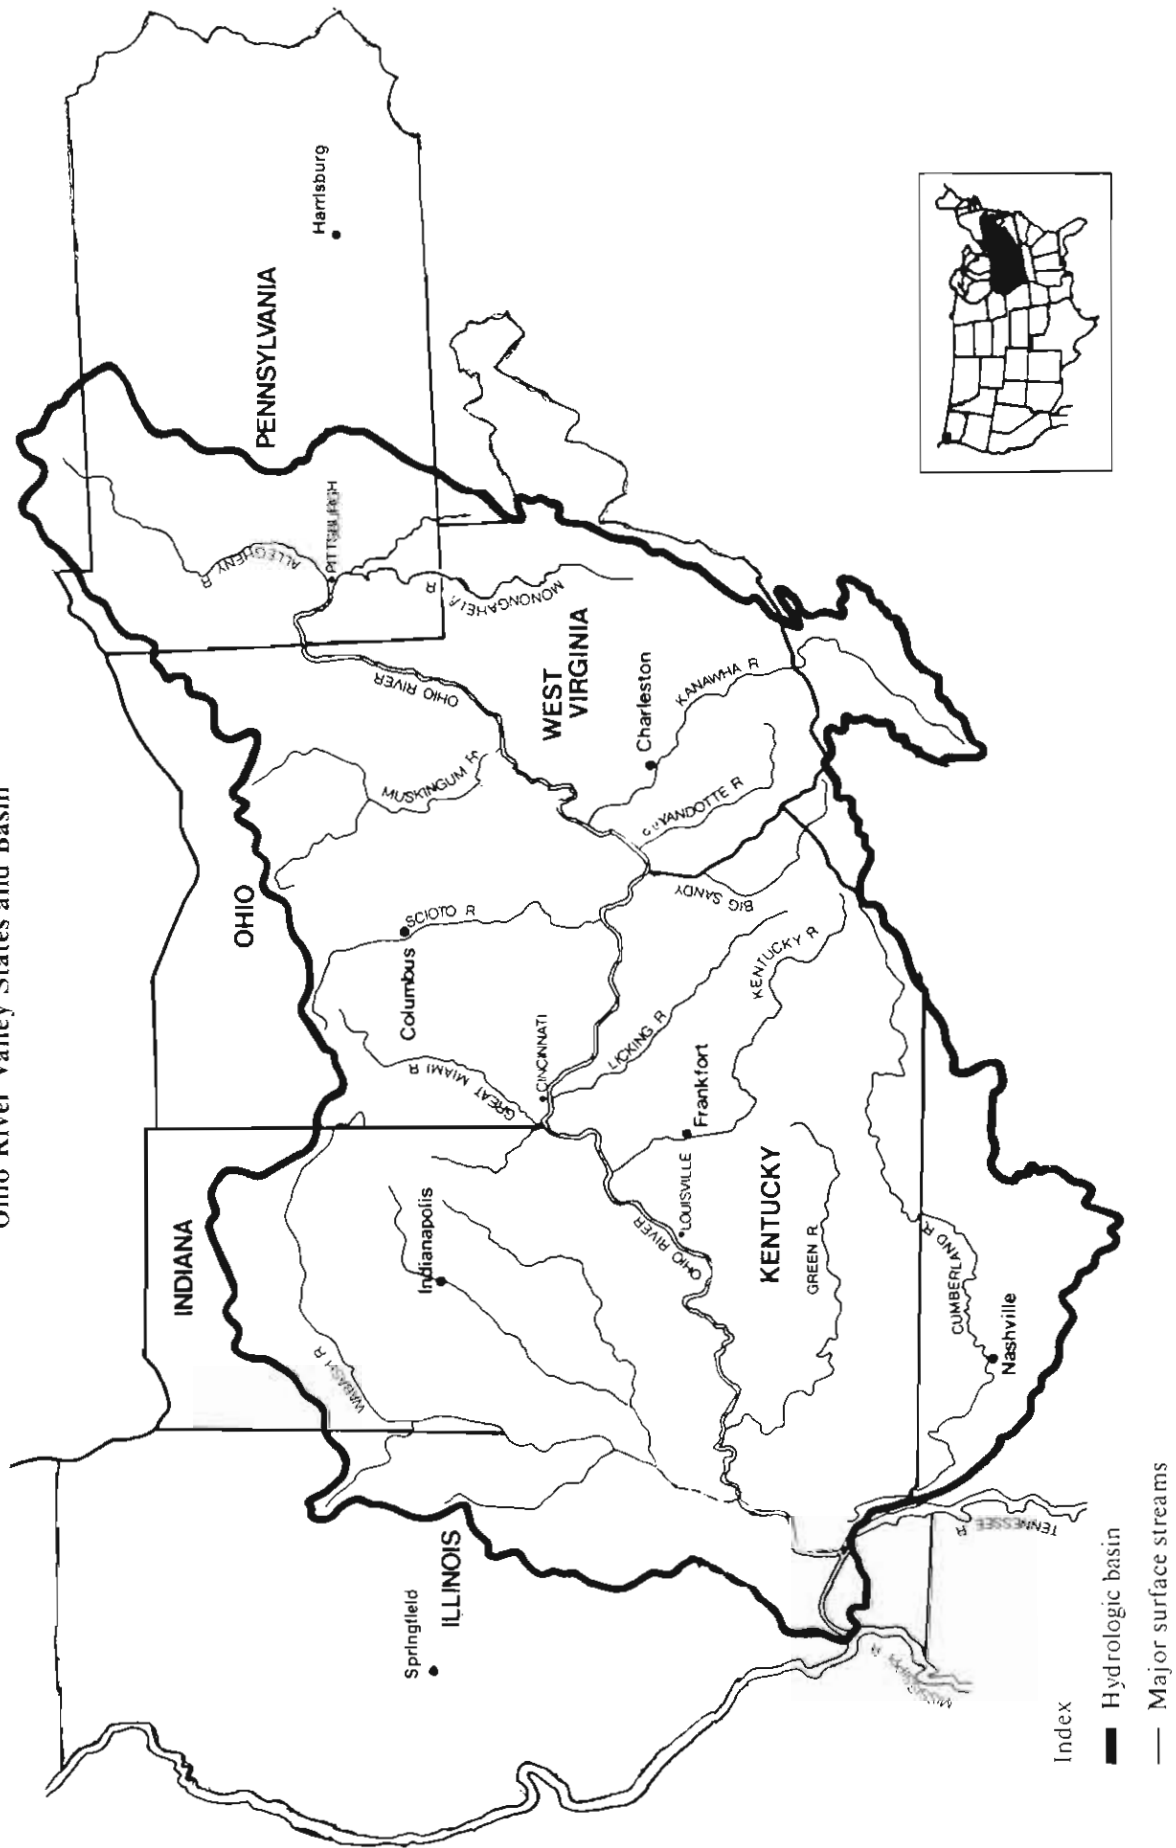 Ohio River Valley States and Basin
PENNSYLVANIA
Harrisburg
PITTSBURGH
ALLEGHENY R
MONONGAHELA R
OHIO RIVER
WEST
VIRGINIA
Charleston
KANAWHA R
GUYANDOTTE R
MUSKINGUM R
OHIO
Columbus
SCIOTO R
BIG SANDY
GREAT MIAMI R
CINCINNATI
LICKING R
KENTUCKY R
Frankfort
INDIANA
Indianapolis
LOUISVILLE
OHIO RIVER
KENTUCKY
GREEN R
WABASH R
CUMBERLAND R
Nashville
ILLINOIS
Springfield
TENNESSEE R
Index
Hydrologic basin
Major surface streams